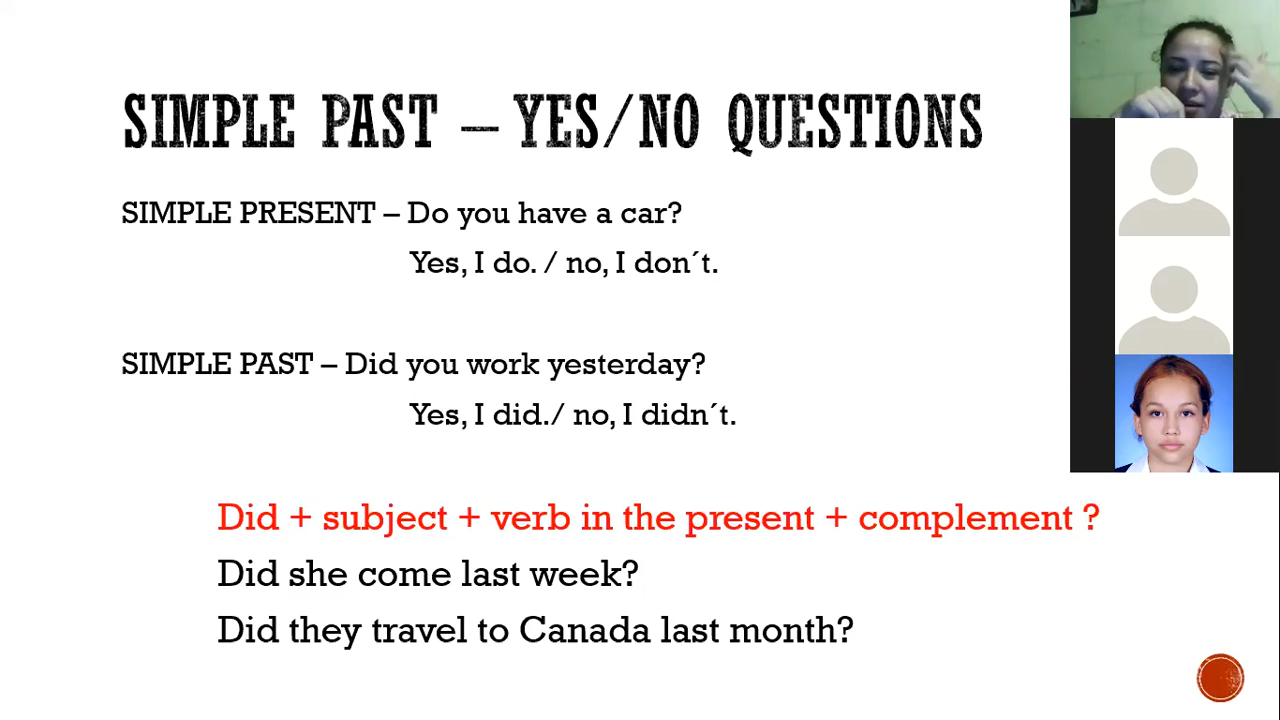 SIMPLE PAST – YES/NO QUESTIONS
SIMPLE PRESENT – Do you have a car?
Yes, I do. / no, I don´t.
SIMPLE PAST – Did you work yesterday?
Yes, I did./ no, I didn´t.
Did + subject + verb in the present + complement ?
Did she come last week?
Did they travel to Canada last month?